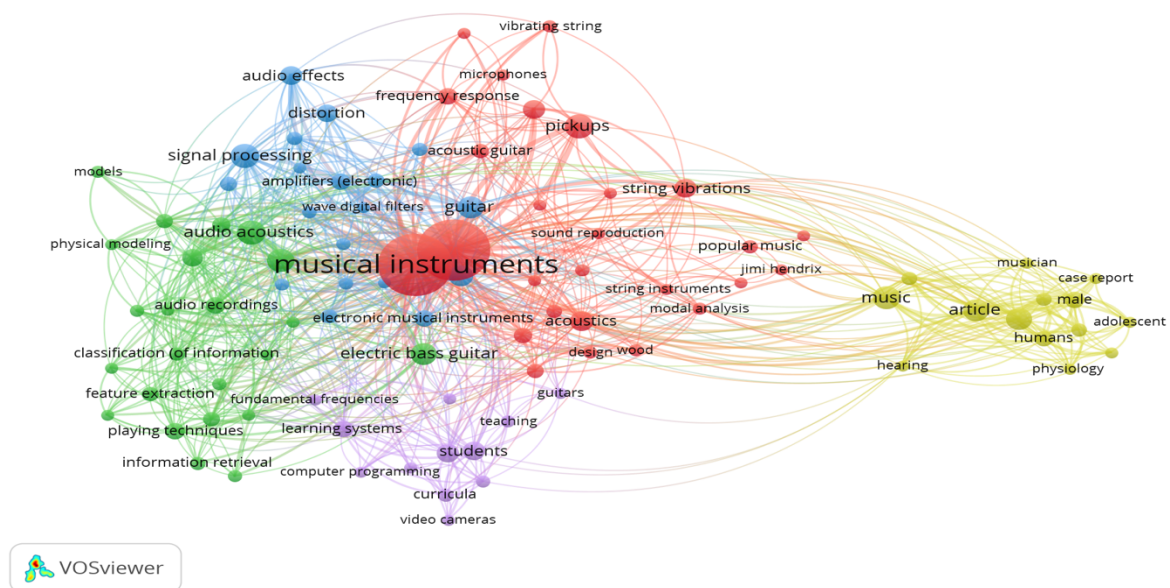 vibrating string
audio effects
microphones
frequency response
distortion
pickups
signal processing
acoustic guitar
models
amplifiers (electronic)
string vibrations
wave digital filters
guitar
audio acoustics
sound reproduction
physical modeling
popular music
musical instruments
musician
jimi hendrix
case report
string instruments
music
male
audio recordings
modal analysis
article
electronic musical instruments
acoustics
adolescent
humans
classification (of information
electric bass guitar
design
wood
hearing
physiology
feature extraction
fundamental frequencies
guitars
playing techniques
learning systems
teaching
students
information retrieval
computer programming
curricula
video cameras
VOSviewer